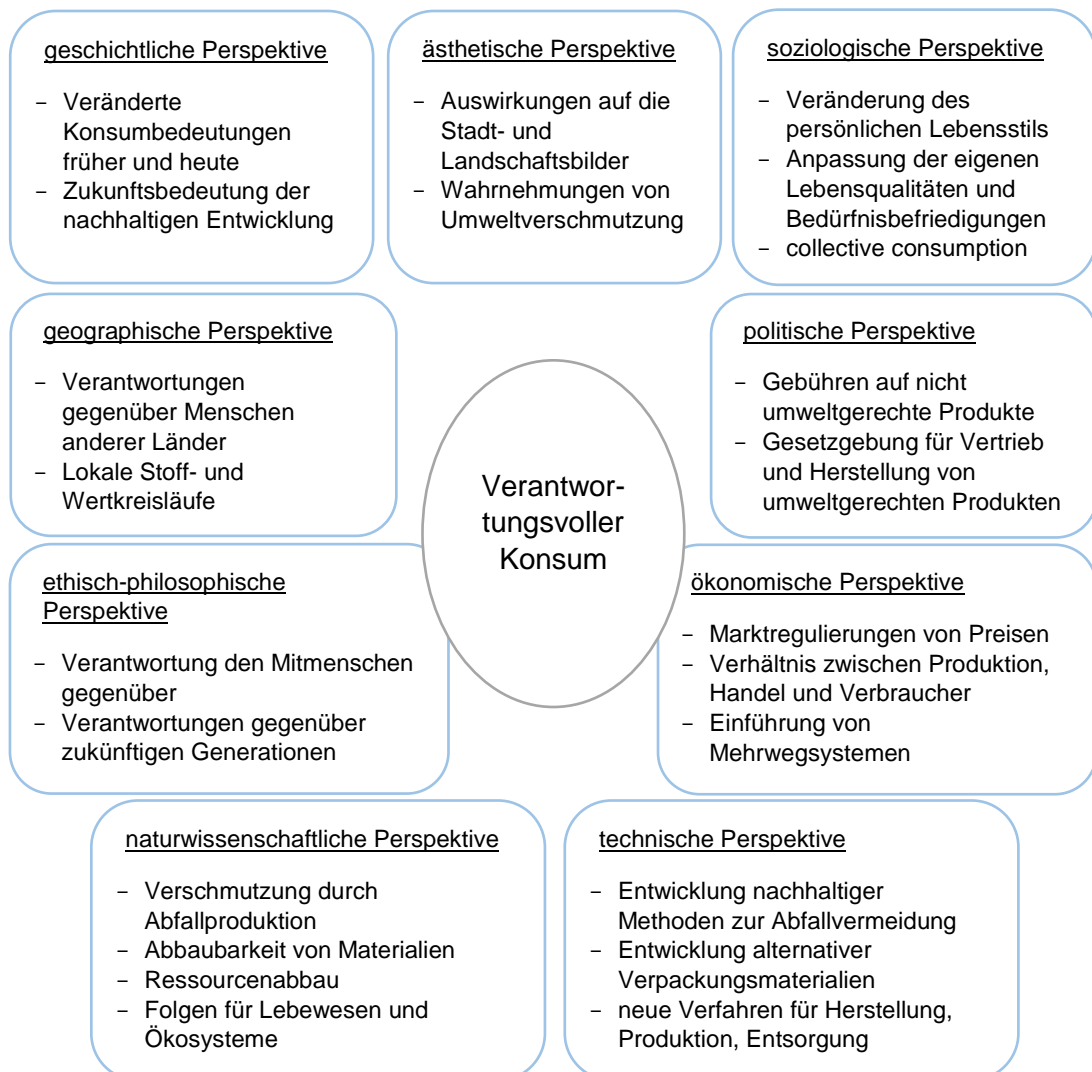 geschichtliche Perspektive
– Veränderte
Konsumbedeutungen
früher und heute
– Zukunftsbedeutung der
nachhaltigen Entwicklung
ästhetische Perspektive
– Auswirkungen auf die
Stadt- und
Landschaftsbilder
– Wahrnehmungen von
Umweltverschmutzung
soziologische Perspektive
– Veränderung des
persönlichen Lebensstils
– Anpassung der eigenen
Lebensqualitäten und
Bedürfnisbefriedigungen
– collective consumption
geographische Perspektive
– Verantwortungen
gegenüber Menschen
anderer Länder
– Lokale Stoff- und
Wertkreisläufe
Verantwor-
tungsvoller
Konsum
politische Perspektive
– Gebühren auf nicht
umweltgerechte Produkte
– Gesetzgebung für Vertrieb
und Herstellung von
umweltgerechten Produkten
ethisch-philosophische
Perspektive
– Verantwortung den Mitmenschen
gegenüber
– Verantwortungen gegenüber
zukünftigen Generationen
ökonomische Perspektive
– Marktregulierungen von Preisen
– Verhältnis zwischen Produktion,
Handel und Verbraucher
– Einführung von
Mehrwegsystemen
naturwissenschaftliche Perspektive
– Verschmutzung durch
Abfallproduktion
– Abbaubarkeit von Materialien
– Ressourcenabbau
– Folgen für Lebewesen und
Ökosysteme
technische Perspektive
– Entwicklung nachhaltiger
Methoden zur Abfallvermeidung
– Entwicklung alternativer
Verpackungsmaterialien
– neue Verfahren für Herstellung,
Produktion, Entsorgung